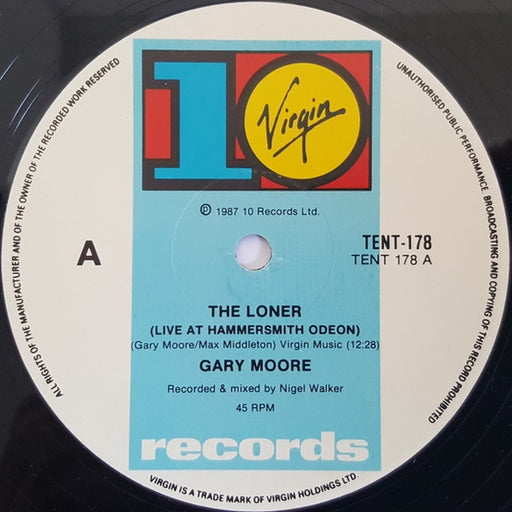 10
Virgin
℗ 1987 10 Records Ltd.
A
TENT-178
TENT 178 A
THE LONER
(LIVE AT HAMMERSMITH ODEON)
(Gary Moore/Max Middleton) Virgin Music (12:28)
GARY MOORE
Recorded & mixed by Nigel Walker
45 RPM
records
ALL RIGHTS OF THE MANUFACTURER AND OF THE OWNER OF THE RECORDED WORK RESERVED
UNAUTHORISED PUBLIC PERFORMANCE, BROADCASTING AND COPYING OF THIS RECORD PROHIBITED
VIRGIN IS A TRADE MARK OF VIRGIN HOLDINGS LTD.